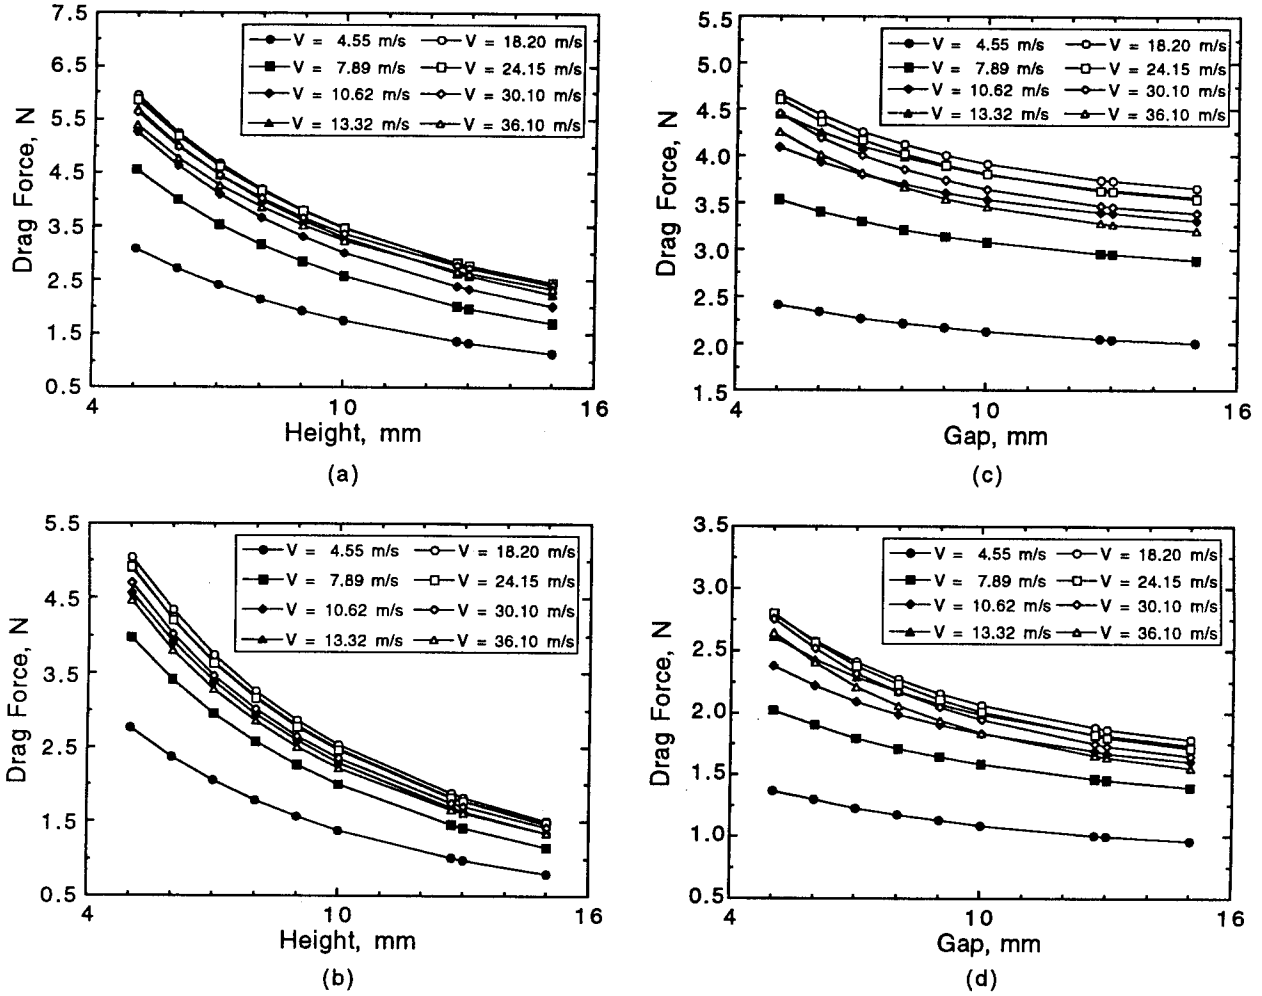 7.5
6.5
5.5
4.5
3.5
2.5
1.5
0.5
Drag Force, N
V = 4.55 m/s V = 18.20 m/s
V = 7.89 m/s V = 24.15 m/s
V = 10.62 m/s V = 30.10 m/s
V = 13.32 m/s V = 36.10 m/s
4 10 16
Height, mm
(a)
5.5
5.0
4.5
4.0
3.5
3.0
2.5
2.0
1.5
Drag Force, N
V = 4.55 m/s V = 18.20 m/s
V = 7.89 m/s V = 24.15 m/s
V = 10.62 m/s V = 30.10 m/s
V = 13.32 m/s V = 36.10 m/s
4 10 16
Gap, mm
(c)
5.5
4.5
3.5
2.5
1.5
0.5
Drag Force, N
V = 4.55 m/s V = 18.20 m/s
V = 7.89 m/s V = 24.15 m/s
V = 10.62 m/s V = 30.10 m/s
V = 13.32 m/s V = 36.10 m/s
4 10 16
Height, mm
(b)
3.5
3.0
2.5
2.0
1.5
1.0
0.5
Drag Force, N
V = 4.55 m/s V = 18.20 m/s
V = 7.89 m/s V = 24.15 m/s
V = 10.62 m/s V = 30.10 m/s
V = 13.32 m/s V = 36.10 m/s
4 10 16
Gap, mm
(d)